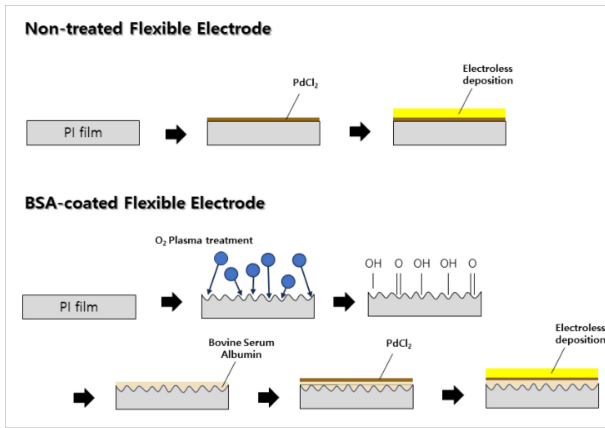 Non-treated Flexible Electrode
PdCl₂
Electroless
deposition
PI film
BSA-coated Flexible Electrode
O₂ Plasma treatment
OH O OH OH O
PI film
Bovine Serum
Albumin
PdCl₂
Electroless
deposition